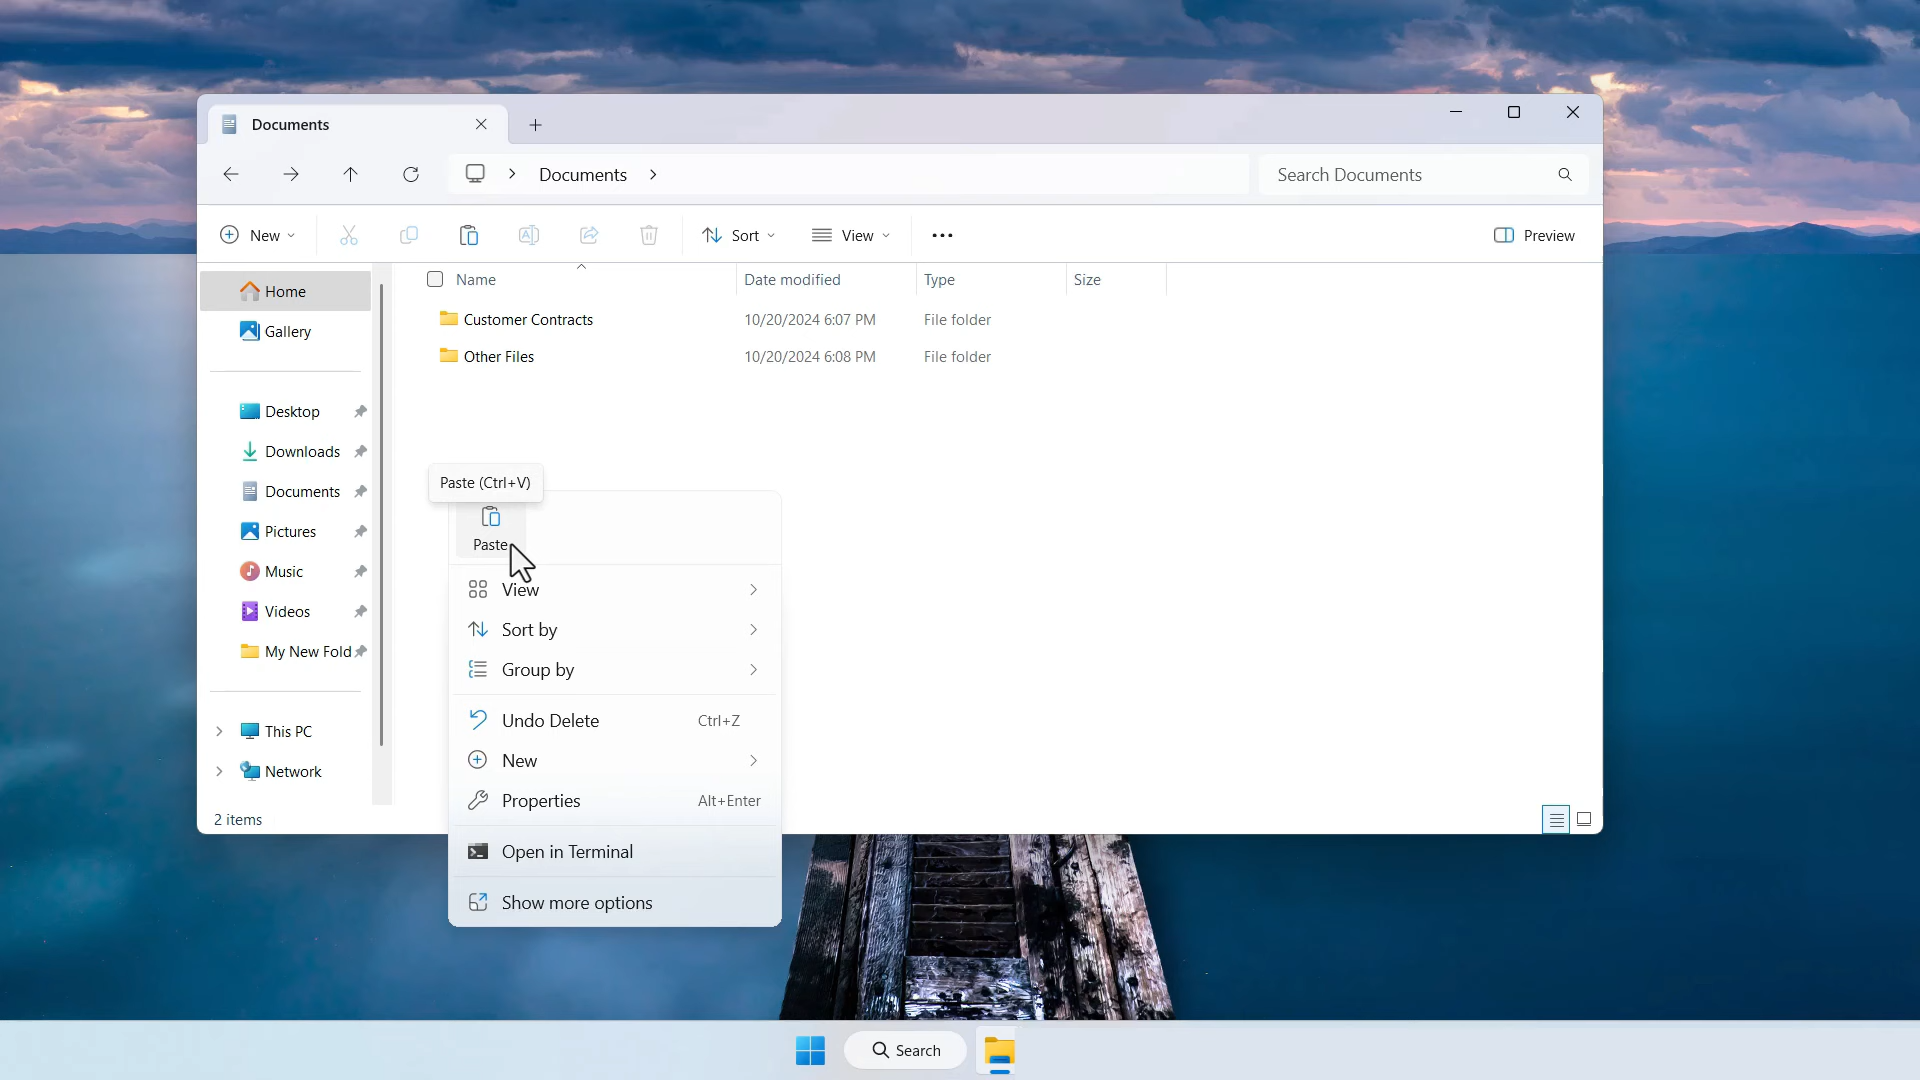 Documents
Documents
Search Documents
New
Sort
View
Preview
Home
Gallery
Desktop
Downloads
Documents
Pictures
Music
Videos
My New Fold
This PC
Network
Name
Date modified
Type
Size
Customer Contracts
10/20/2024 6:07 PM
File folder
Other Files
10/20/2024 6:08 PM
File folder
Paste (Ctrl+V)
Paste
View
Sort by
Group by
Undo Delete
Ctrl+Z
New
Properties
Alt+Enter
Open in Terminal
Show more options
2 items
Search